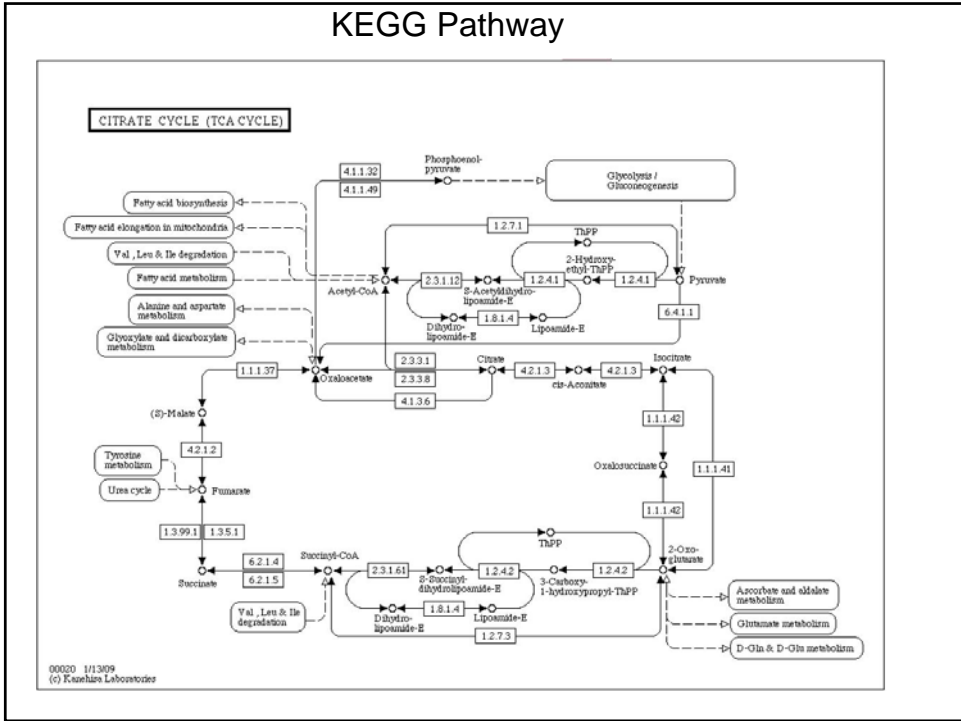 KEGG Pathway
CITRATE CYCLE (TCA CYCLE)
Phosphoenol-
pyruvate
4.1.1.32
4.1.1.49
Glycolysis /
Gluconeogenesis
Fatty acid biosynthesis
Fatty acid elongation in mitochondria
Val , Leu & Ile degradation
Fatty acid metabolism
Alanine and aspartate
metabolism
Glyoxylate and dicarboxylate
metabolism
1.2.7.1
ThPP
2-Hydroxy-
ethyl-ThPP
Acetyl-CoA
2.3.1.12
S-Acetyldihydro-
lipoamide-E
1.2.4.1
1.2.4.1
Pyruvate
Dihydro-
lipoamide-E
1.8.1.4
Lipoamide-E
6.4.1.1
1.1.1.37
Oxaloacetate
2.3.3.1
2.3.3.8
4.1.3.6
Citrate
4.2.1.3
cis-Aconitate
4.2.1.3
Isocitrate
(S)-Malate
1.1.1.42
4.2.1.2
Oxalosuccinate
1.1.1.41
Tyrosine
metabolism
Urea cycle
Fumarate
1.1.1.42
1.3.99.1
1.3.5.1
ThPP
2-Oxo-
glutarate
Succinate
6.2.1.4
6.2.1.5
Succinyl-CoA
2.3.1.61
S-Succinyl-
dihydrolipoamide-E
1.2.4.2
3-Carboxy-
1-hydroxypropyl-ThPP
1.2.4.2
Val , Leu & Ile
degradation
Dihydro-
lipoamide-E
1.8.1.4
Lipoamide-E
1.2.7.3
Ascorbate and aldalate
metabolism
Glutamate metabolism
D-Gln & D-Glu metabolism
00020 1/13/09
(c) Kanehisa Laboratories